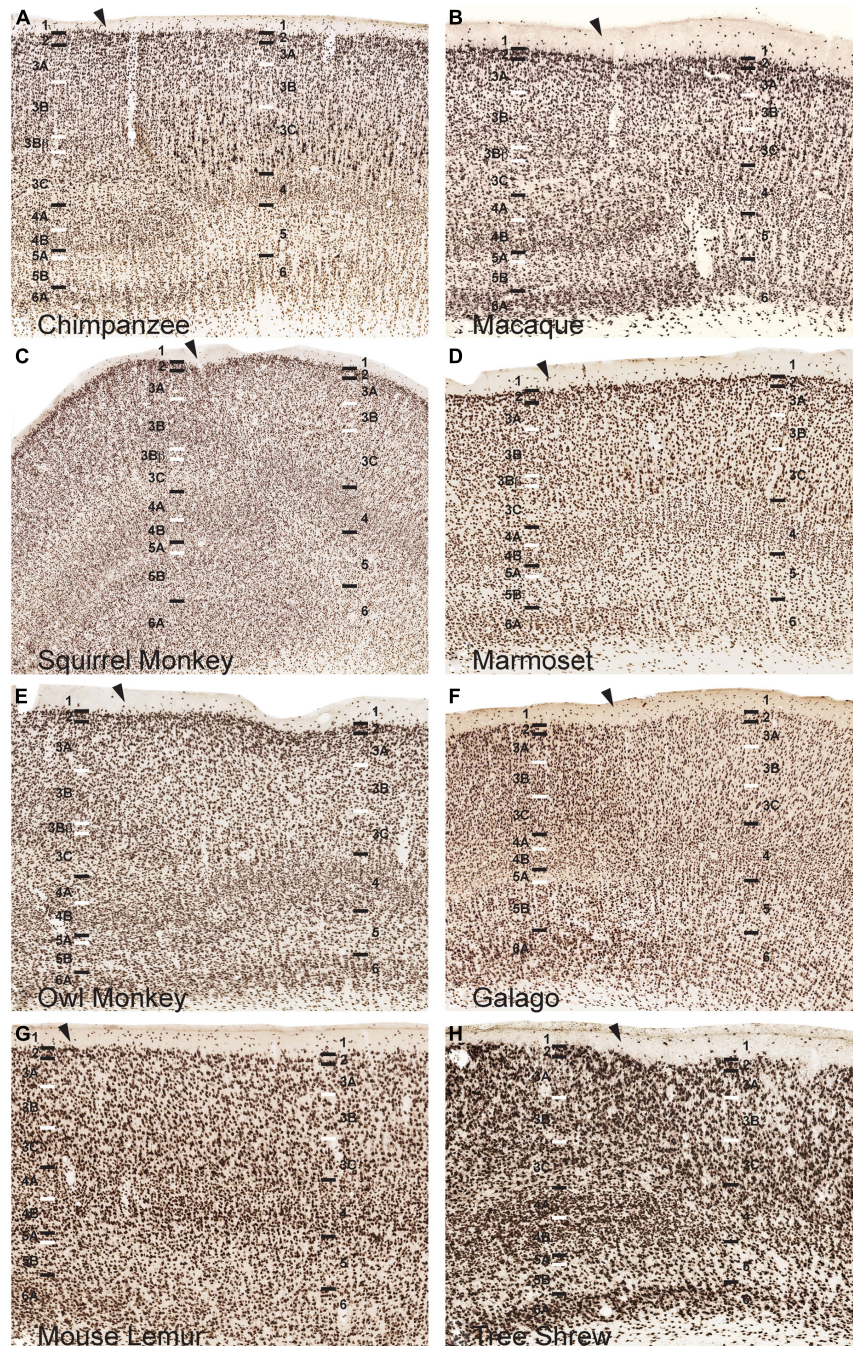 A
1
2
3A
3B
3Bβ
3C
4A
4B
5A
5B
6A
1
2
3A
3B
3C
4
5
6
Chimpanzee
B
1
2
3A
3B
3Bβ
3C
4A
4B
5A
5B
6A
1
2
3A
3B
3C
4
5
6
Macaque
C
1
2
3A
3B
3Bβ
3C
4A
4B
5A
5B
6A
1
2
3A
3B
3C
4
5
6
Squirrel Monkey
D
1
2
3A
3B
3Bβ
3C
4A
4B
5A
5B
6A
1
2
3A
3B
3C
4
5
6
Marmoset
E
1
2
3A
3B
3Bβ
3C
4A
4B
5A
5B
6A
1
2
3A
3B
3C
4
5
6
Owl Monkey
F
1
2
3A
3B
3C
4A
4B
5A
5B
6A
1
2
3A
3B
3C
4
5
6
Galago
G
1
2
3A
3B
3C
4A
4B
5A
5B
6A
1
2
3A
3B
3C
4
5
6
Mouse Lemur
H
1
2
3A
3B
3C
4A
4B
5A
5B
6A
1
2
3A
3B
3C
4
5
6
Tree Shrew